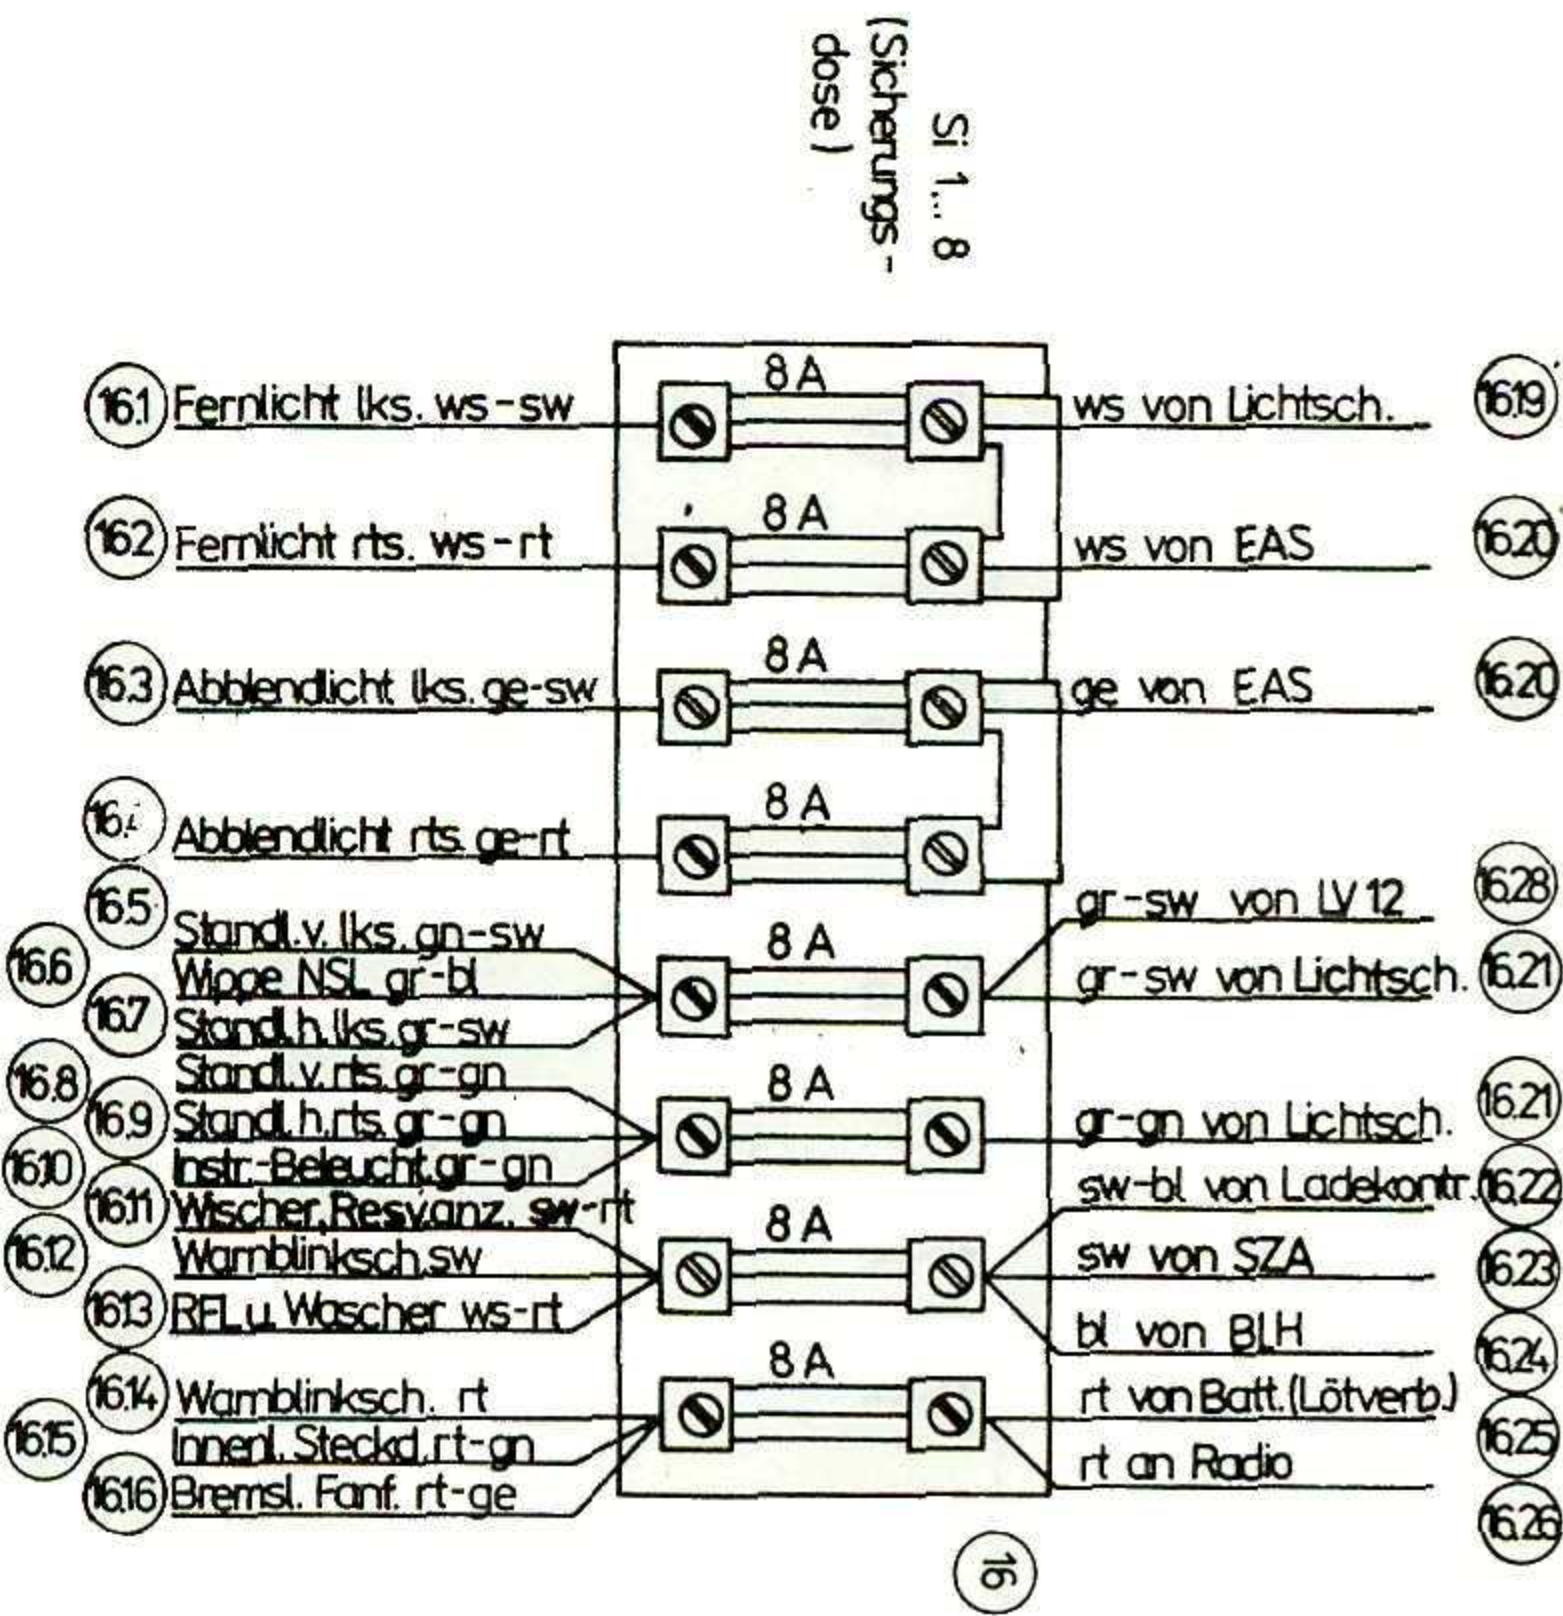 Si 1... 8
(Sicherungs-
dose)
8 A
16.1 Fernlicht lks. ws-sw
ws von Lichtsch. 16.19
8 A
16.2 Fernlicht rts. ws-rt
ws von EAS 16.20
8 A
16.3 Abblendlicht lks. ge-sw
ge von EAS 16.20
8 A
Abblendlicht rts. ge-rt
16.5 Standl.v. lks. gn-sw
16.6 Wippe NSL gr-bl
16.7 Standl.h.lks.gr-sw
8 A
gr-sw von LV 12 16.28
gr-sw von Lichtsch. 16.21
16.8 Standl.v.rts.gr-gn
16.9 Standl.h.rts.gr-gn
16.10 Instr.-Beleucht.gr-gn
8 A
gr-gn von Lichtsch. 16.21
16.11 Wischer,Resv.anz. sw-rt
16.12 Warnblinksch.sw
16.13 RFL u. Wascher ws-rt
8 A
sw-bl von Ladekontr. 16.22
sw von SZA 16.23
bl von BLH 16.24
16.14 Warnblinksch. rt
16.15 Innenl. Steckd.rt-gn
16.16 Bremsl. Fanf. rt-ge
8 A
rt von Batt.(Lötverb.) 16.25
rt an Radio 16.26
16